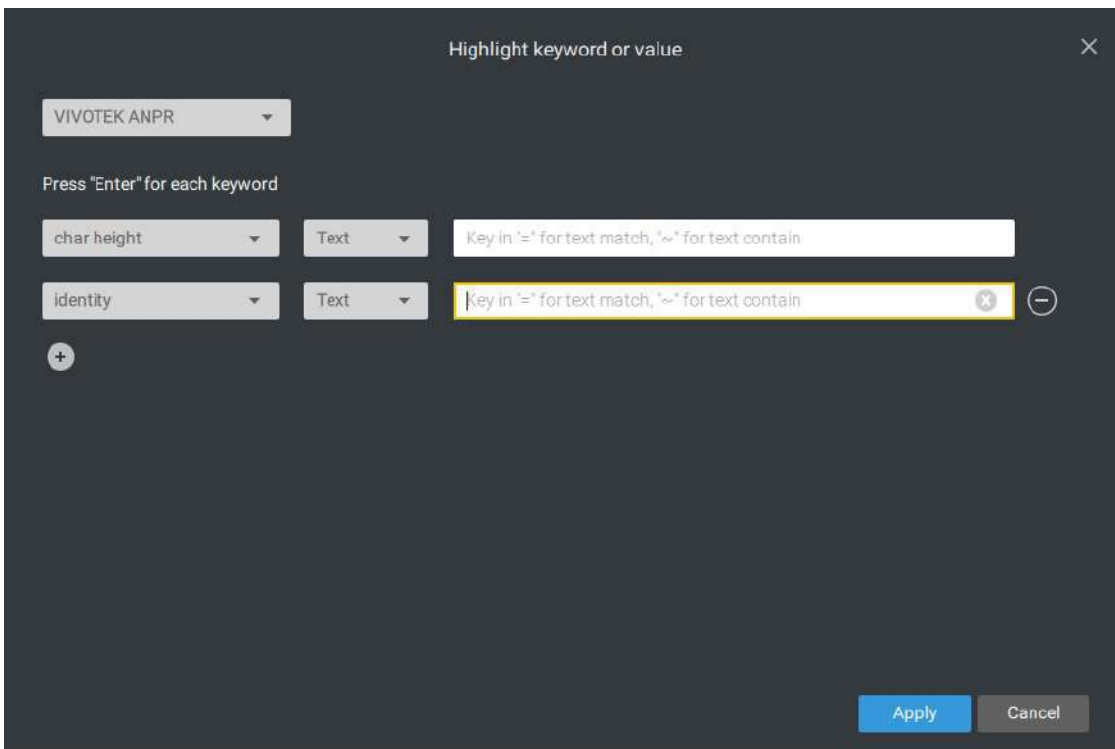 Highlight keyword or value
VIVOTEK ANPR
Press "Enter" for each keyword
char height Text Key in "=" for text match, "~" for text contain
identity Text Key in "=" for text match, "~" for text contain
Apply Cancel